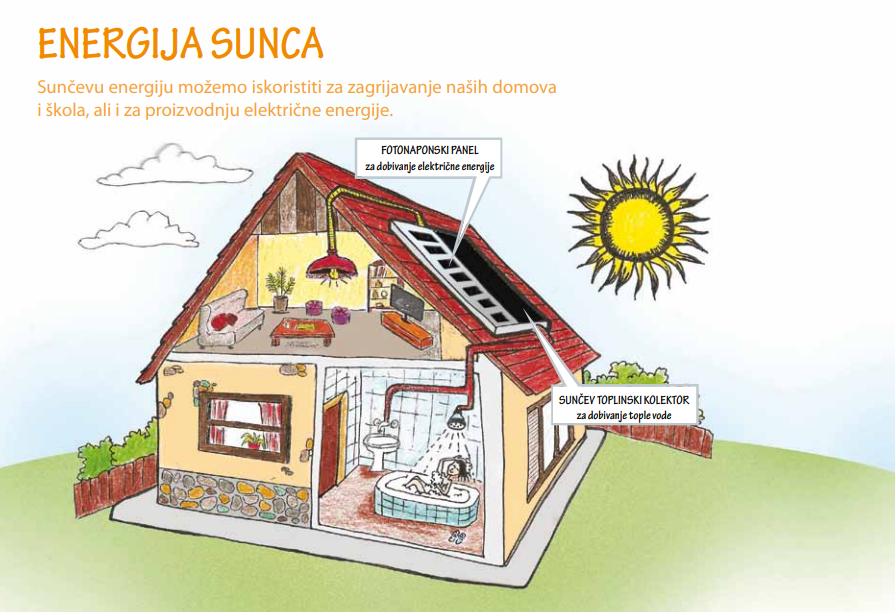 ENERGIJA SUNCA
Sunčevu energiju možemo iskoristiti za zagrijavanje naših domova
i škola, ali i za proizvodnju električne energije.
FOTONAPONSKI PANEL
za dobivanje električne energije
SUNČEV TOPLINSKI KOLEKTOR
za dobivanje tople vode